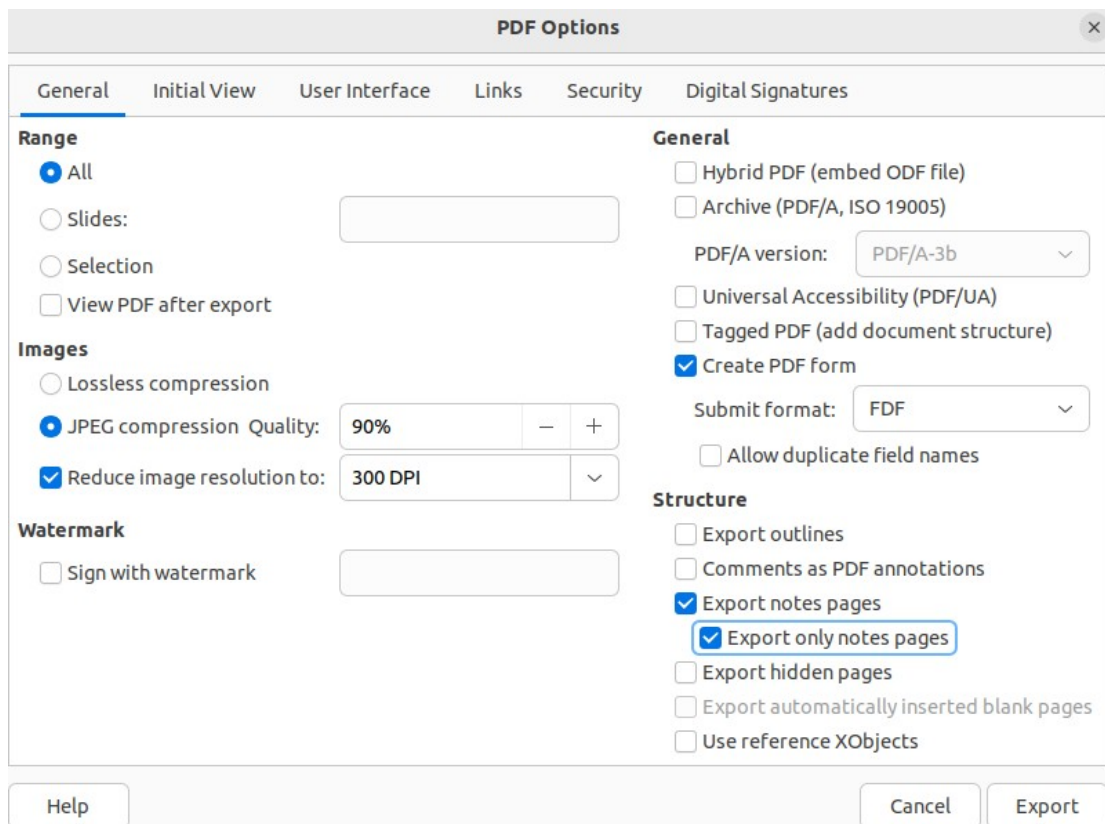 PDF Options
General Initial View User Interface Links Security Digital Signatures
Range
All
Slides:
Selection
View PDF after export
Images
Lossless compression
JPEG compression Quality: 90%
Reduce image resolution to: 300 DPI
Watermark
Sign with watermark
General
Hybrid PDF (embed ODF file)
Archive (PDF/A, ISO 19005)
PDF/A version: PDF/A-3b
Universal Accessibility (PDF/UA)
Tagged PDF (add document structure)
Create PDF form
Submit format: FDF
Allow duplicate field names
Structure
Export outlines
Comments as PDF annotations
Export notes pages
Export only notes pages
Export hidden pages
Export automatically inserted blank pages
Use reference XObjects
Help Cancel Export